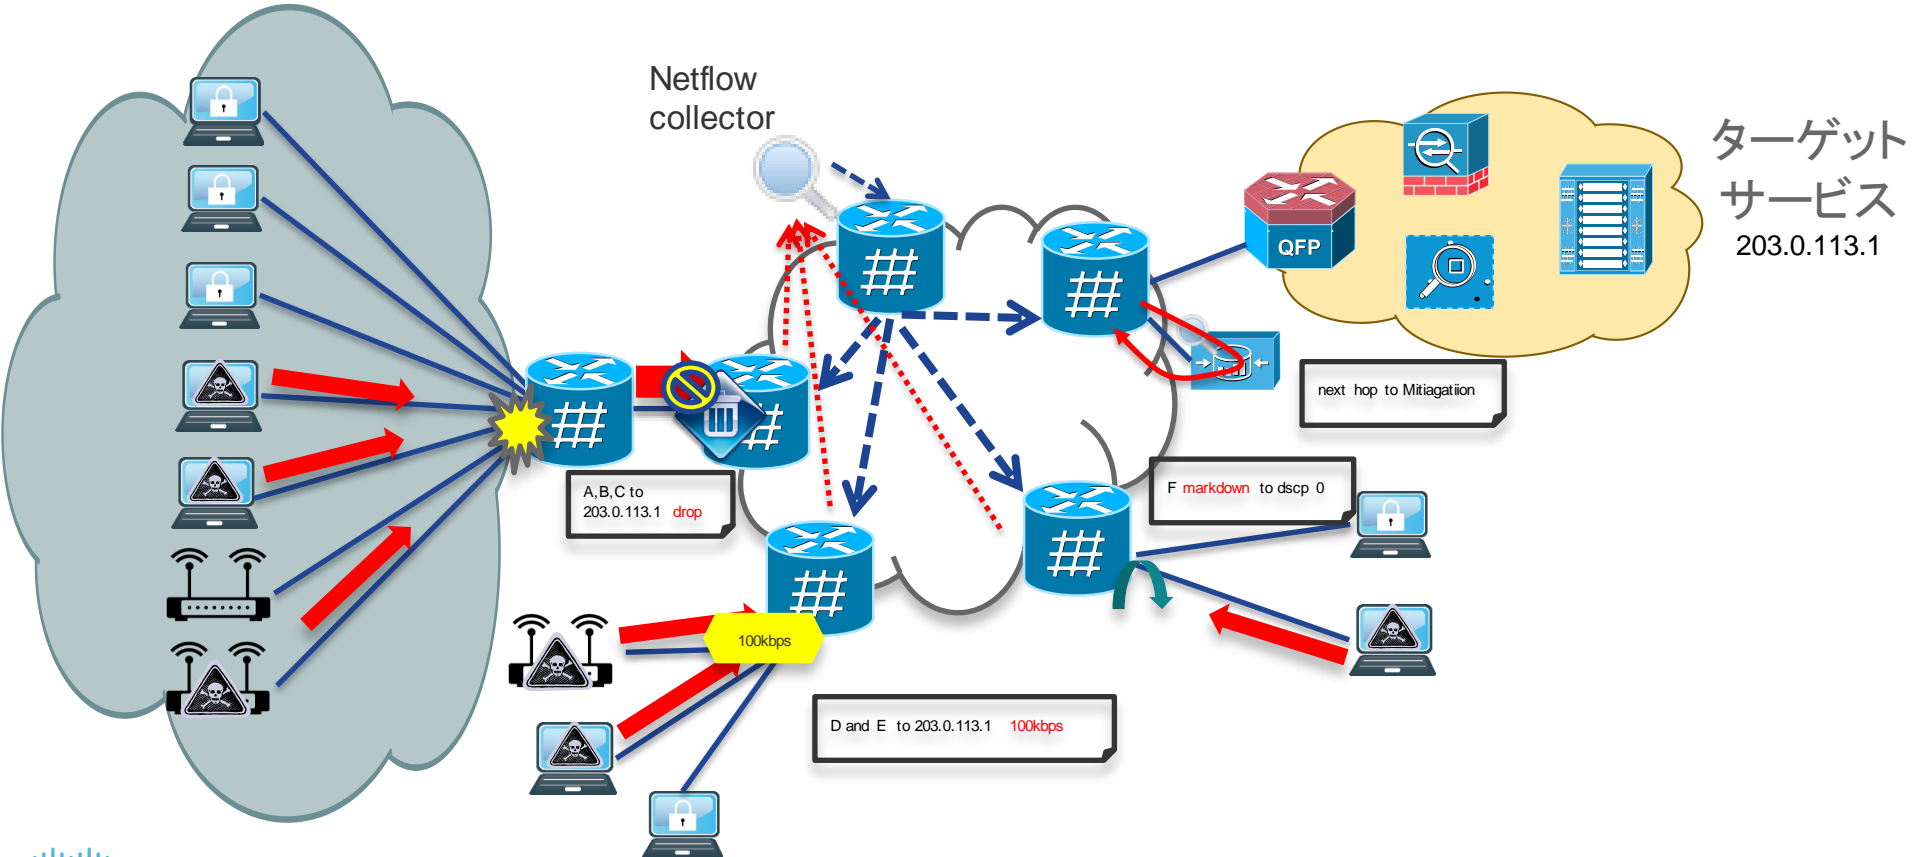 Netflow
collector
ターゲット
サービス
203.0.113.1
QFP
next hop to Mitiagatiion
A,B,C to
203.0.113.1 drop
F markdown to dscp 0
100kbps
D and E to 203.0.113.1 100kbps